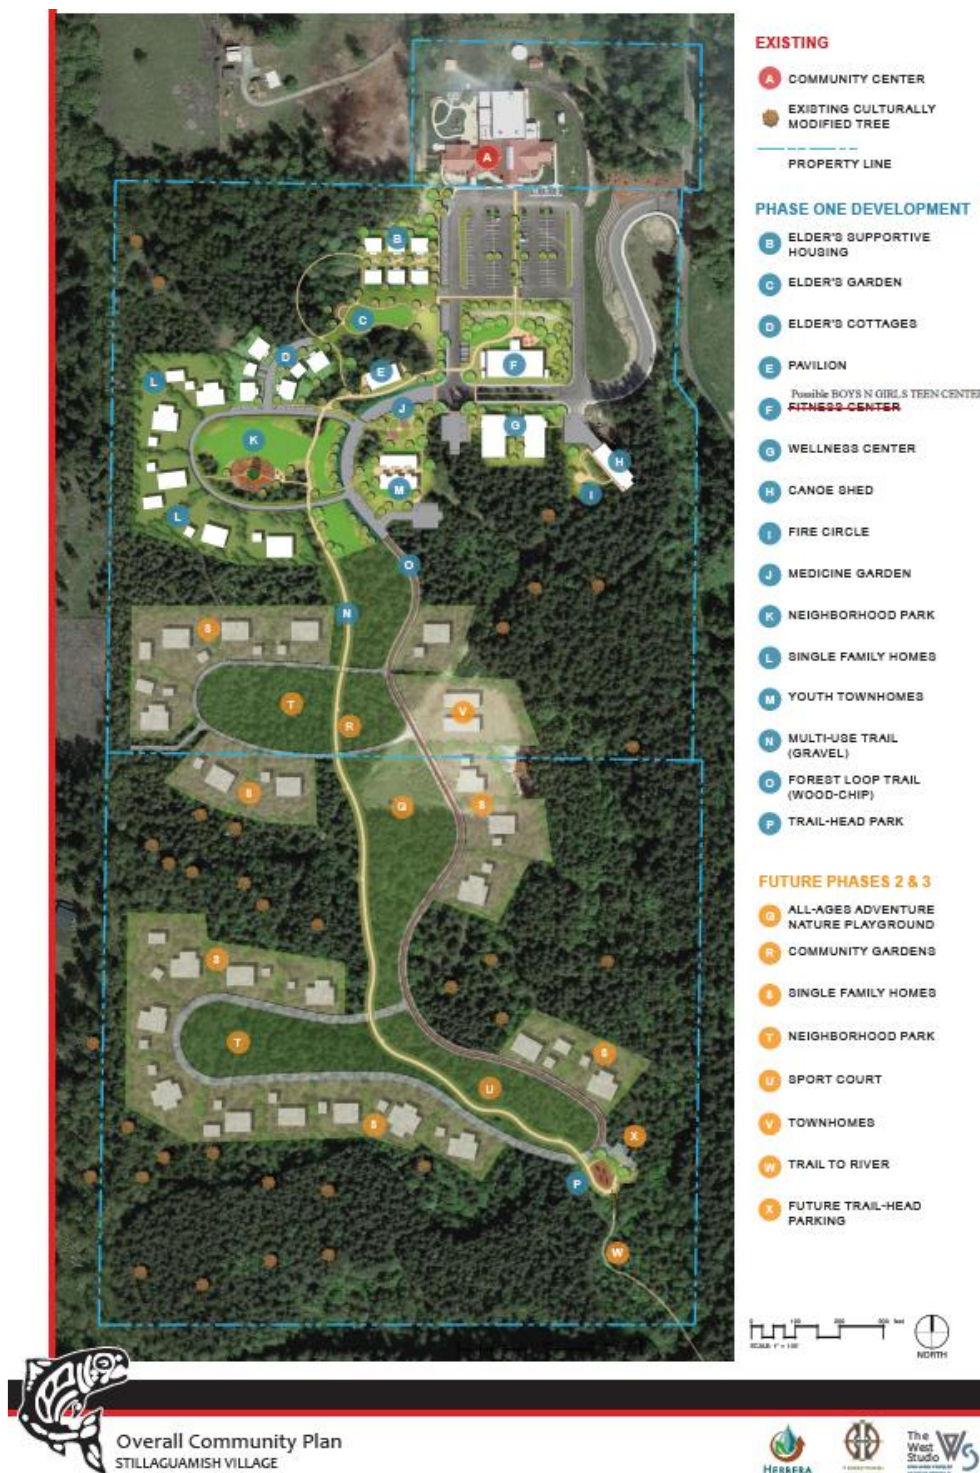 EXISTING
A COMMUNITY CENTER
EXISTING CULTURALLY
MODIFIED TREE
PROPERTY LINE
PHASE ONE DEVELOPMENT
B ELDER'S SUPPORTIVE
HOUSING
C ELDER'S GARDEN
D ELDER'S COTTAGES
E PAVILION
Possible BOYS N GIRLS TEEN CENTER
F FITNESS CENTER
G WELLNESS CENTER
H CANOE SHED
I FIRE CIRCLE
J MEDICINE GARDEN
K NEIGHBORHOOD PARK
L SINGLE FAMILY HOMES
M YOUTH TOWNHOMES
N MULTI-USE TRAIL
(GRAVEL)
O FOREST LOOP TRAIL
(WOOD-CHIP)
P TRAIL-HEAD PARK
FUTURE PHASES 2 & 3
Q ALL-AGES ADVENTURE
NATURE PLAYGROUND
R COMMUNITY GARDENS
S SINGLE FAMILY HOMES
T NEIGHBORHOOD PARK
U SPORT COURT
V TOWNHOMES
W TRAIL TO RIVER
X FUTURE TRAIL-HEAD
PARKING
A
B
C
D
E
F
L
J
G
K
H
M
I
L
O
N
S
T
V
R
S
Q
S
S
T
S
U
S
X
P
W
0 100 200
NORTH
Overall Community Plan
STILLAGUAMISH VILLAGE
HERRERA
The
West
Studio
WS